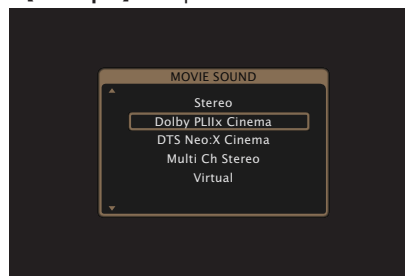 MOVIE SOUND
Stereo
Dolby PLIIx Cinema
DTS Neo:X Cinema
Multi Ch Stereo
Virtual